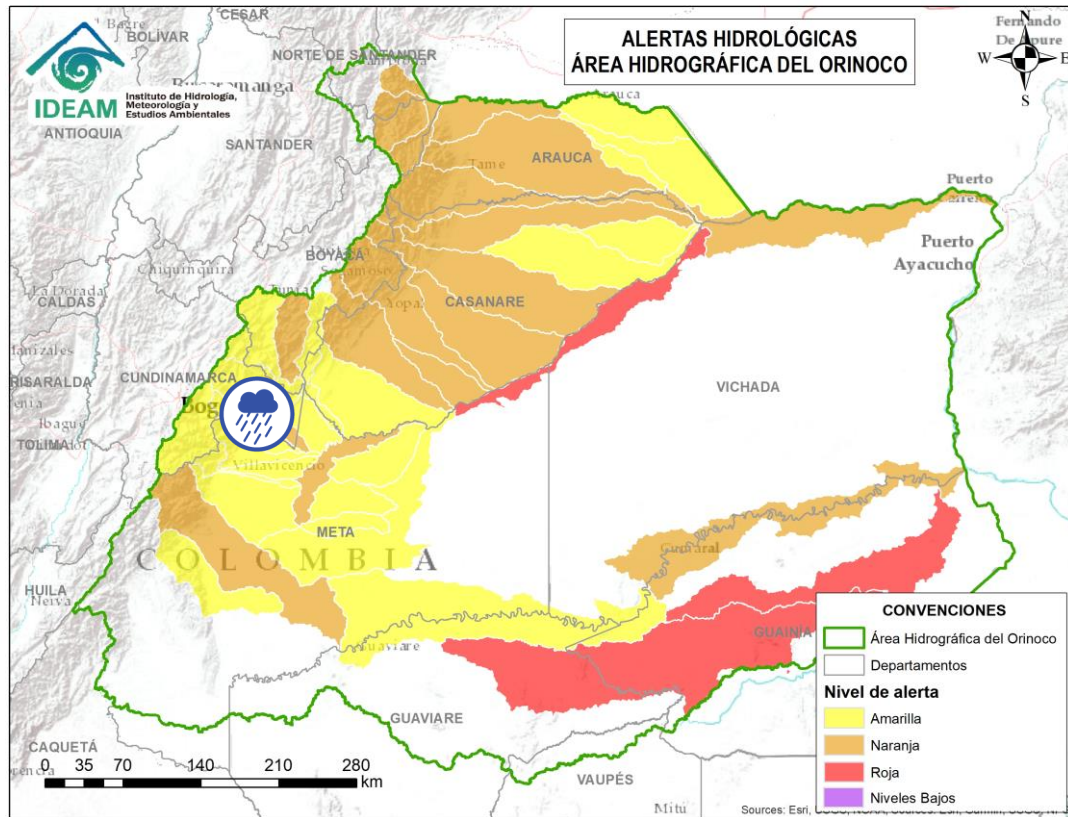 ALERTAS HIDROLÓGICAS
ÁREA HIDROGRÁFICA DEL ORINOCO
N
W
E
S
IDEAM
Instituto de Hidrología,
Meteorología y
Estudios Ambientales
CESAR
BOLÍVAR
NORTE DE SANTANDER
ANTIOQUIA
SANTANDER
Fernando
Tame
ARAUCA
Puerto
Puerto
Ayacucho
BOYACÁ
Chiquinquirá
La Dorada
CALDAS
Yopal
CASANARE
CUNDINAMARCA
RISARALDA
VICHADA
Ibagué
TOLIMA
Villavicencio
META
COLOMBIA
HUILA
Neiva
GUAINÍA
GUAVIARE
CAQUETÁ
VAUPÉS
Mitú
0 35 70 140 210 280
km
CONVENCIONES
Área Hidrográfica del Orinoco
Departamentos
Nivel de alerta
Amarilla
Naranja
Roja
Niveles Bajos